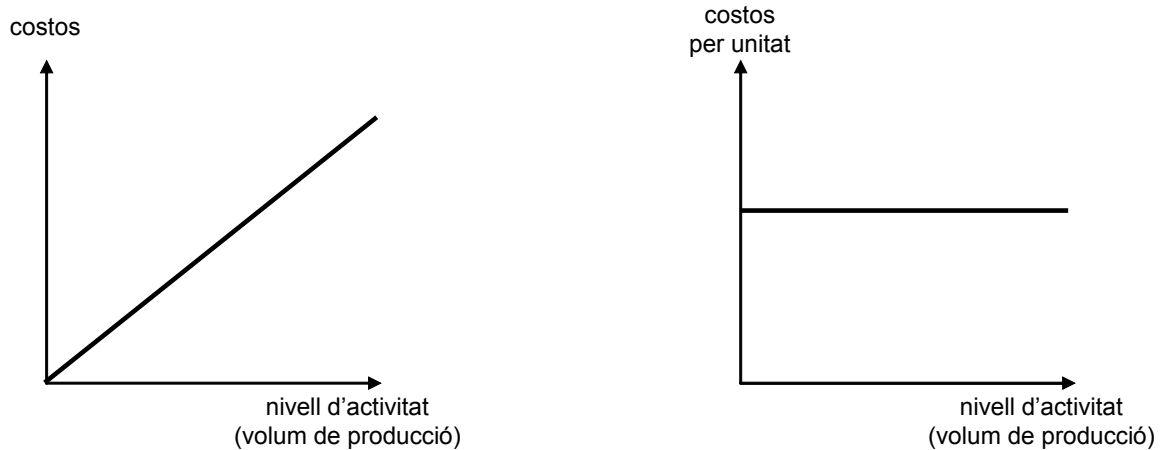 costos
nivell d’activitat
(volum de producció)
costos
per unitat
nivell d’activitat
(volum de producció)